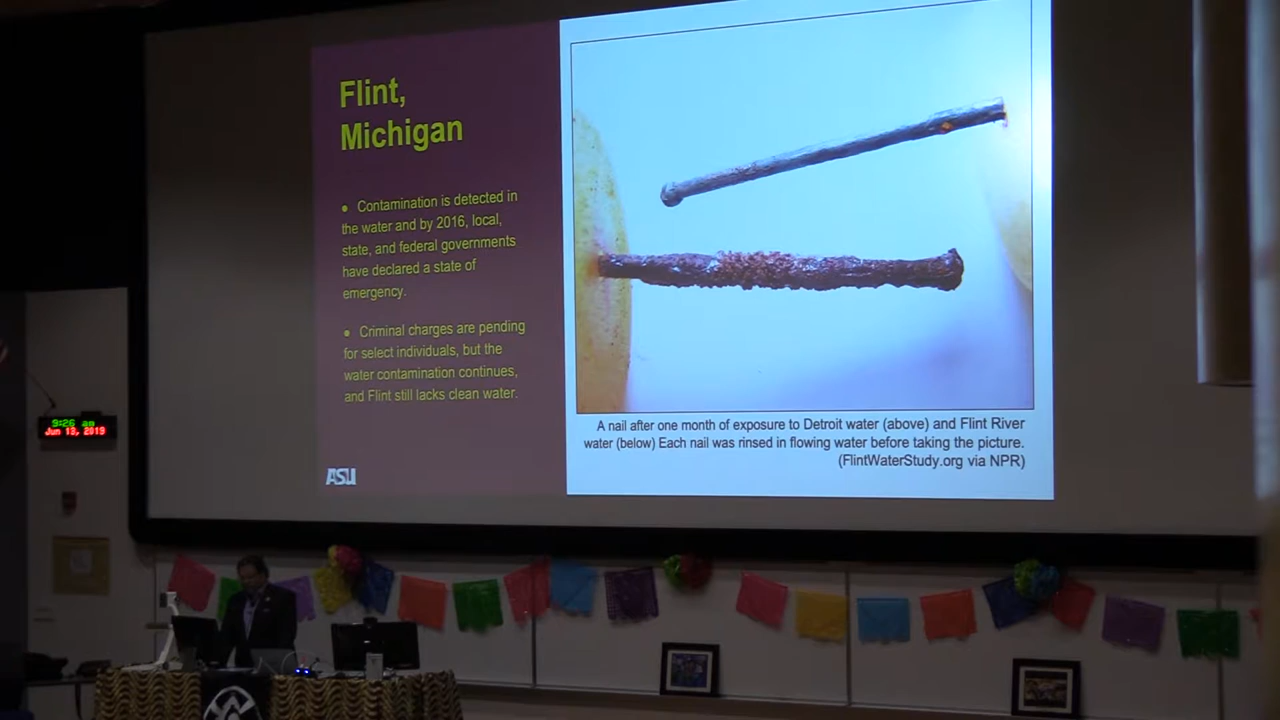 Flint,
Michigan
● Contamination is detected in
the water and by 2016, local,
state, and federal governments
have declared a state of
emergency.
● Criminal charges are pending
for select individuals, but the
water contamination continues,
and Flint still lacks clean water.
ASU
A nail after one month of exposure to Detroit water (above) and Flint River
water (below) Each nail was rinsed in flowing water before taking the picture.
(FlintWaterStudy.org via NPR)
9:26 am
Jun 13, 2019